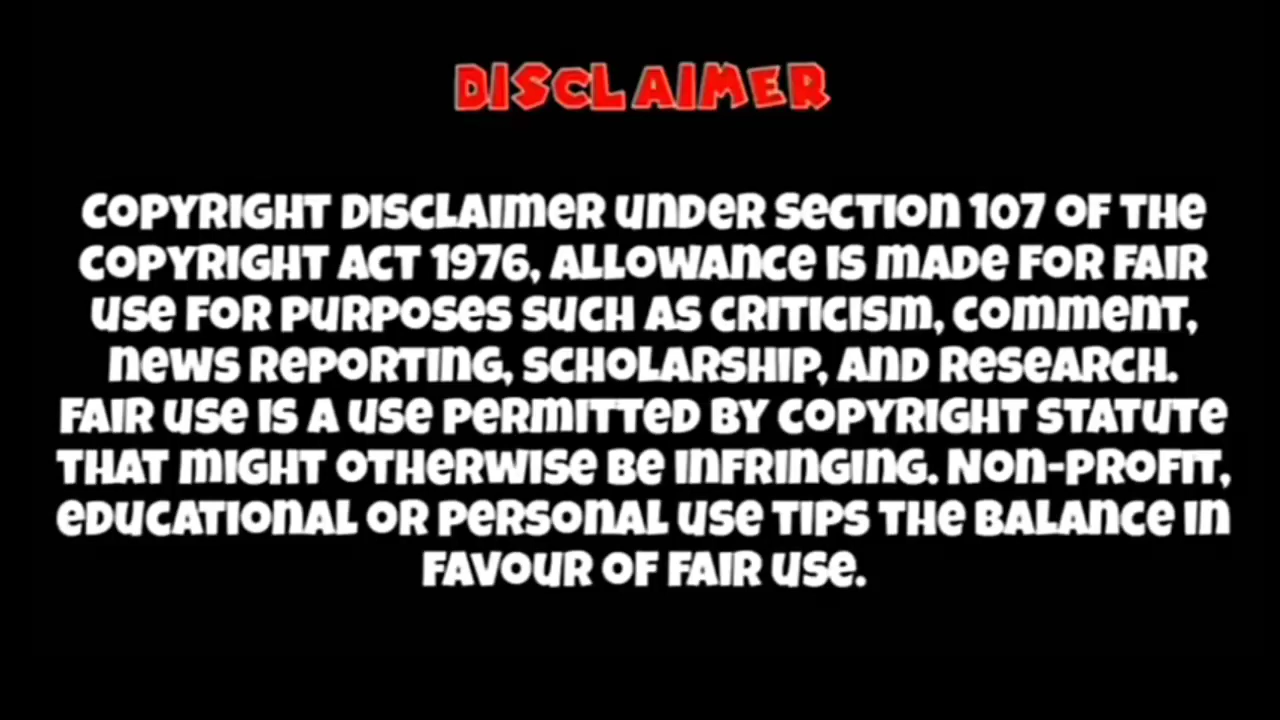 DISCLAIMER
COPYRIGHT DISCLAIMER UNDER SECTION 107 OF THE
COPYRIGHT ACT 1976, ALLOWANCE IS MADE FOR FAIR
USE FOR PURPOSES SUCH AS CRITICISM, COMMENT,
NEWS REPORTING, SCHOLARSHIP, AND RESEARCH.
FAIR USE IS A USE PERMITTED BY COPYRIGHT STATUTE
THAT MIGHT OTHERWISE BE INFRINGING. NON-PROFIT,
EDUCATIONAL OR PERSONAL USE TIPS THE BALANCE IN
FAVOUR OF FAIR USE.